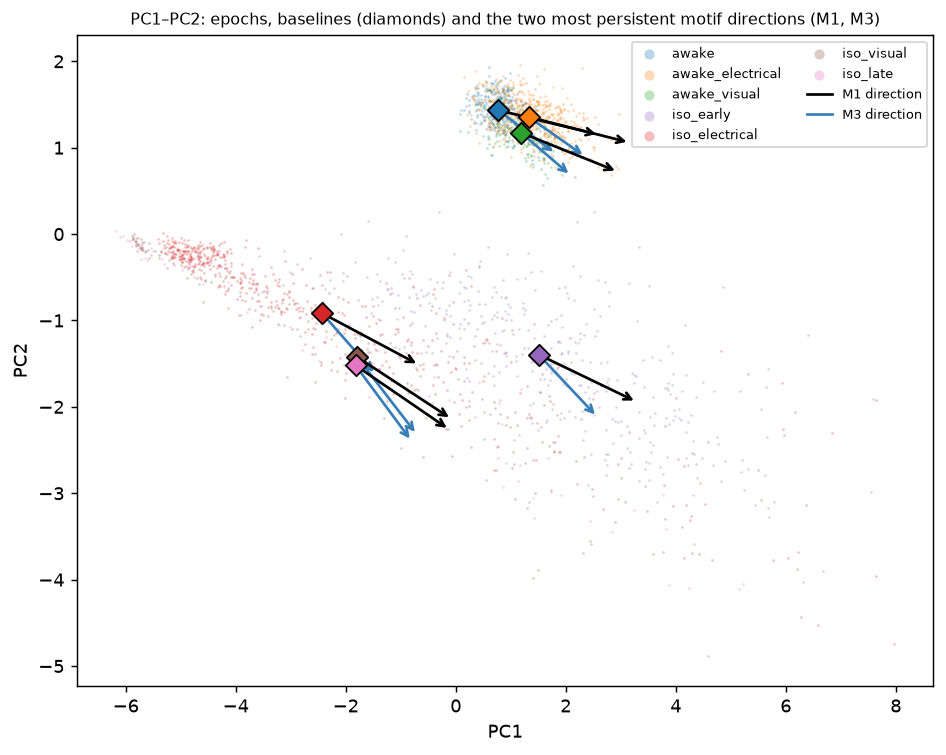 PC1–PC2: epochs, baselines (diamonds) and the two most persistent motif directions (M1, M3)
awake
awake_electrical
awake_visual
iso_early
iso_electrical
iso_visual
iso_late
M1 direction
M3 direction
2
1
0
−1
−2
−3
−4
−5
PC2
−6
−4
−2
0
2
4
6
8
PC1